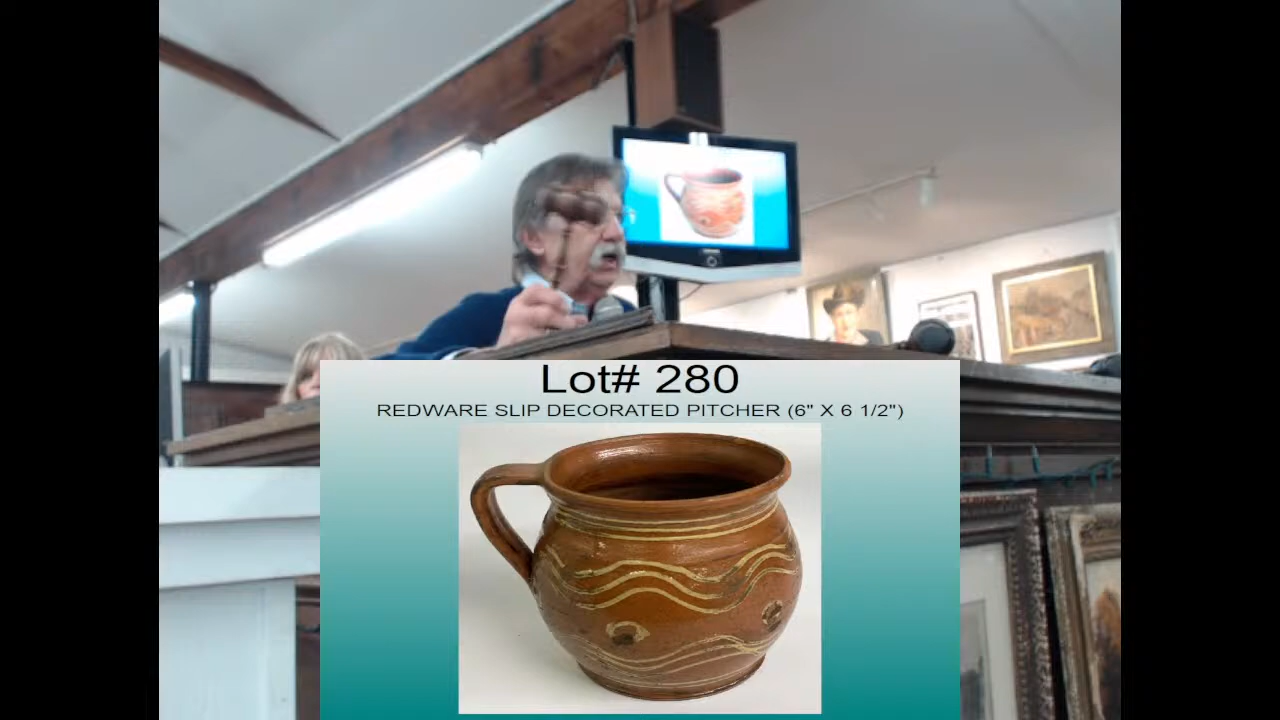 Lot# 280
REDWARE SLIP DECORATED PITCHER (6" X 6 1/2")